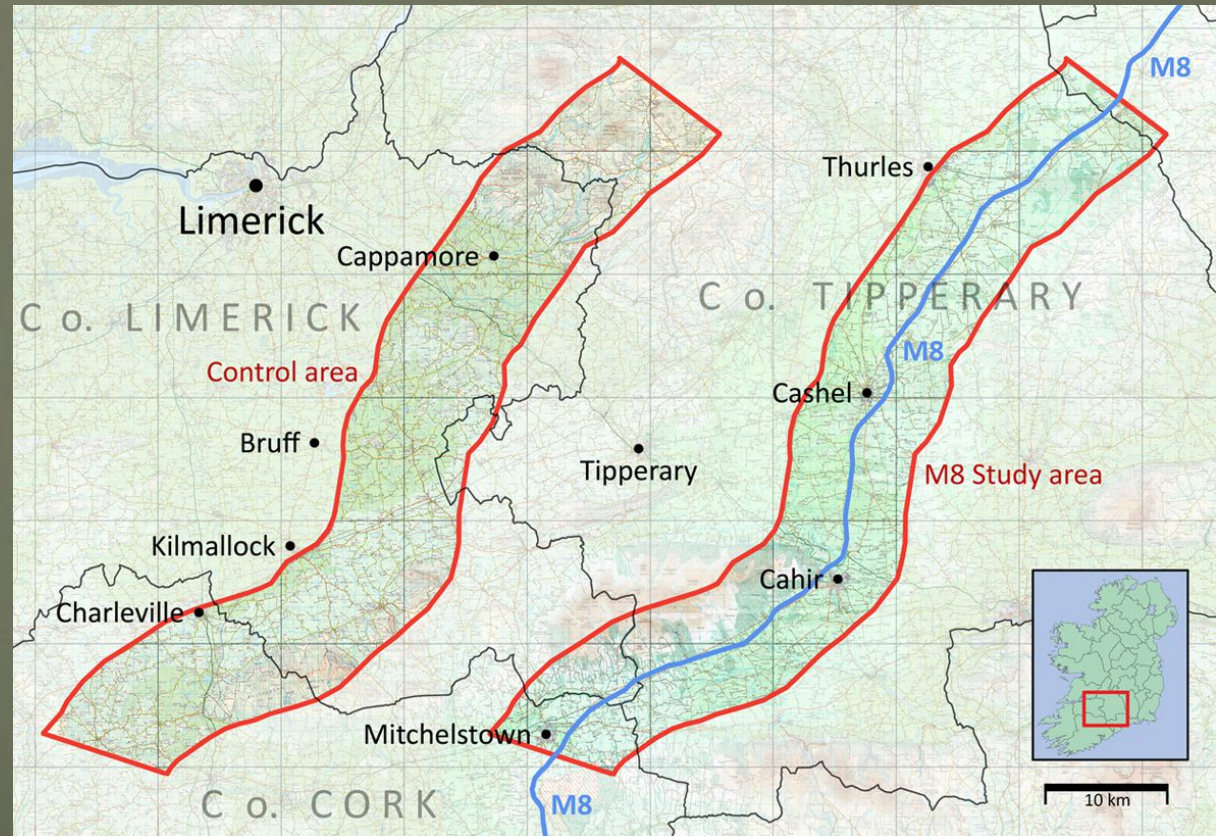 M8
Thurles
Limerick
Cappamore
Co. LIMERICK
Co. TIPPERARY
Control area
M8
Cashel
Bruff
Tipperary
M8 Study area
Kilmallock
Cahir
Charleville
Mitchelstown
Co. CORK
M8
10 km